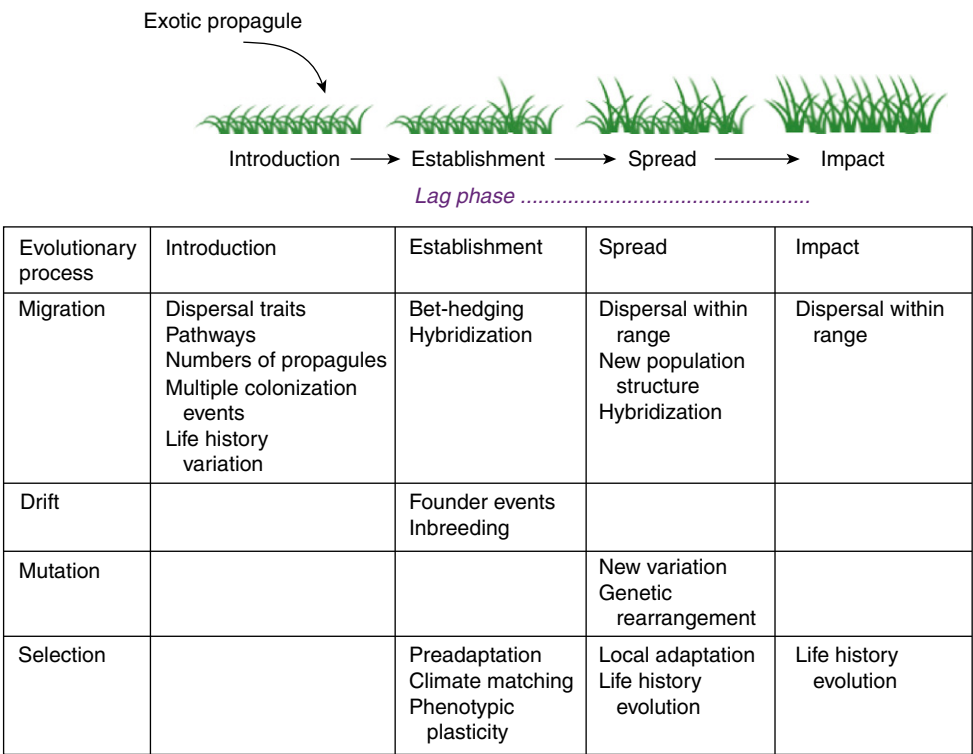 Exotic propagule
Introduction Establishment Spread Impact
Lag phase .................................................
Evolutionary process Introduction Establishment Spread Impact
Migration
Dispersal traits
Pathways
Numbers of propagules
Multiple colonization
events
Life history
variation
Bet-hedging
Hybridization
Dispersal within
range
New population
structure
Hybridization
Dispersal within
range
Drift
Founder events
Inbreeding
Mutation
New variation
Genetic
rearrangement
Selection
Preadaptation
Climate matching
Phenotypic
plasticity
Local adaptation
Life history
evolution
Life history
evolution